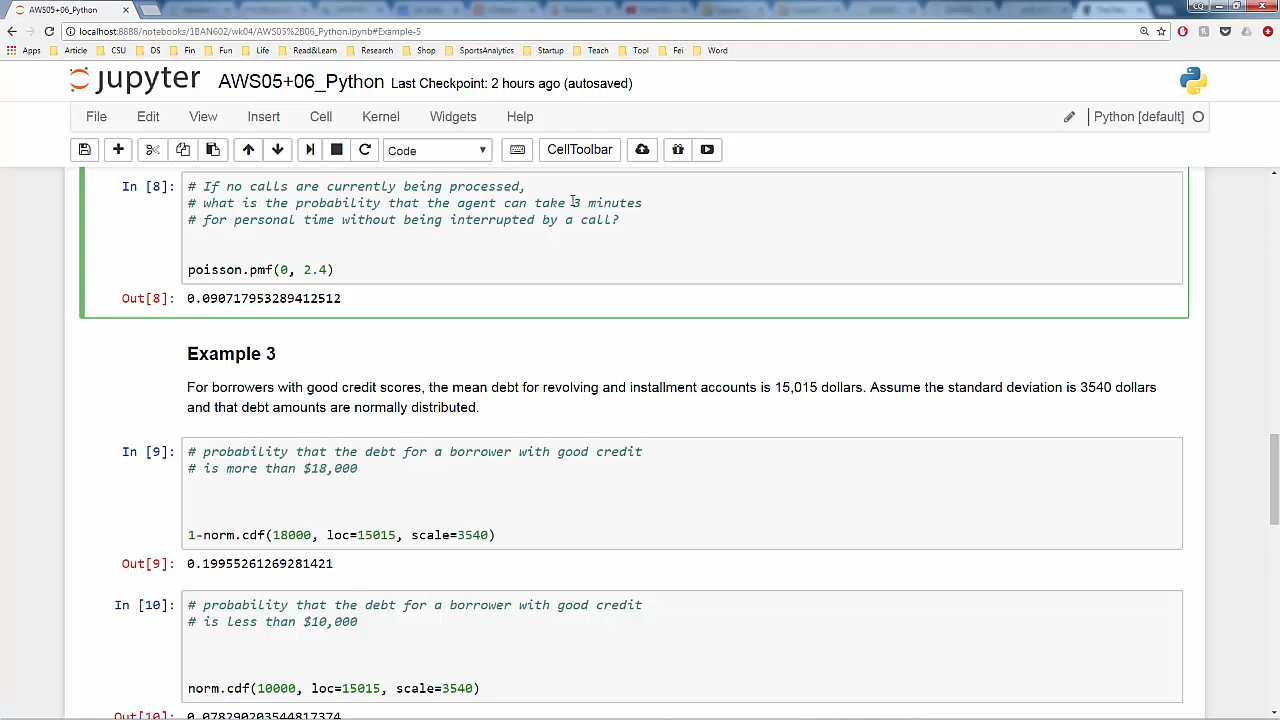 AWS05+06_Python
localhost:8888/notebooks/1BAN602/wk04/AWS05%2B06_Python.ipynb#Example-5
Apps Article CSU DS Fin Fun Life Read&Learn Research Shop SportsAnalytics Startup Teach Tool Fei Word
jupyter AWS05+06_Python Last Checkpoint: 2 hours ago (autosaved)
File Edit View Insert Cell Kernel Widgets Help Python [default]
Code CellToolbar
In [8]: # If no calls are currently being processed,
# what is the probability that the agent can take 3 minutes
# for personal time without being interrupted by a call?
poisson.pmf(0, 2.4)
Out[8]: 0.090717953289412512
Example 3
For borrowers with good credit scores, the mean debt for revolving and installment accounts is 15,015 dollars. Assume the standard deviation is 3540 dollars
and that debt amounts are normally distributed.
In [9]: # probability that the debt for a borrower with good credit
# is more than $18,000
1-norm.cdf(18000, loc=15015, scale=3540)
Out[9]: 0.19955261269281421
In [10]: # probability that the debt for a borrower with good credit
# is less than $10,000
norm.cdf(10000, loc=15015, scale=3540)
Out[10]: 0.078290203544817374